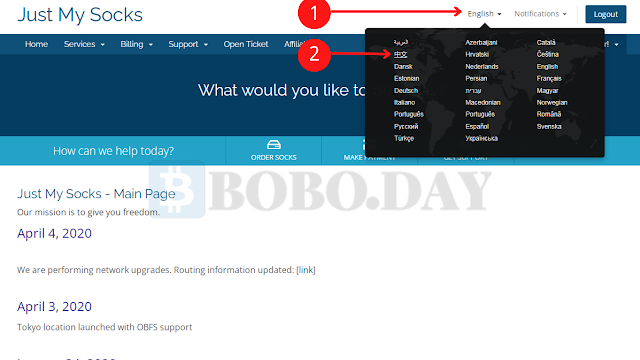 Just My Socks
1
English
Notifications
Logout
Home Services Billing Support Open Ticket
2
العربية Azerbaijani Català
中文 Hrvatski Čeština
Dansk Nederlands English
Estonian Persian Français
Deutsch עברית Magyar
Italiano Macedonian Norwegian
Português Português Română
Русский Español Svenska
Türkçe Українська
What would you like to
How can we help today?
ORDER SOCKS
MAKE PAYMENT
GET SUPPORT
BOBO.DAY
Just My Socks - Main Page
Our mission is to give you freedom.
April 4, 2020
We are performing network upgrades. Routing information updated: [link]
April 3, 2020
Tokyo location launched with OBFS support